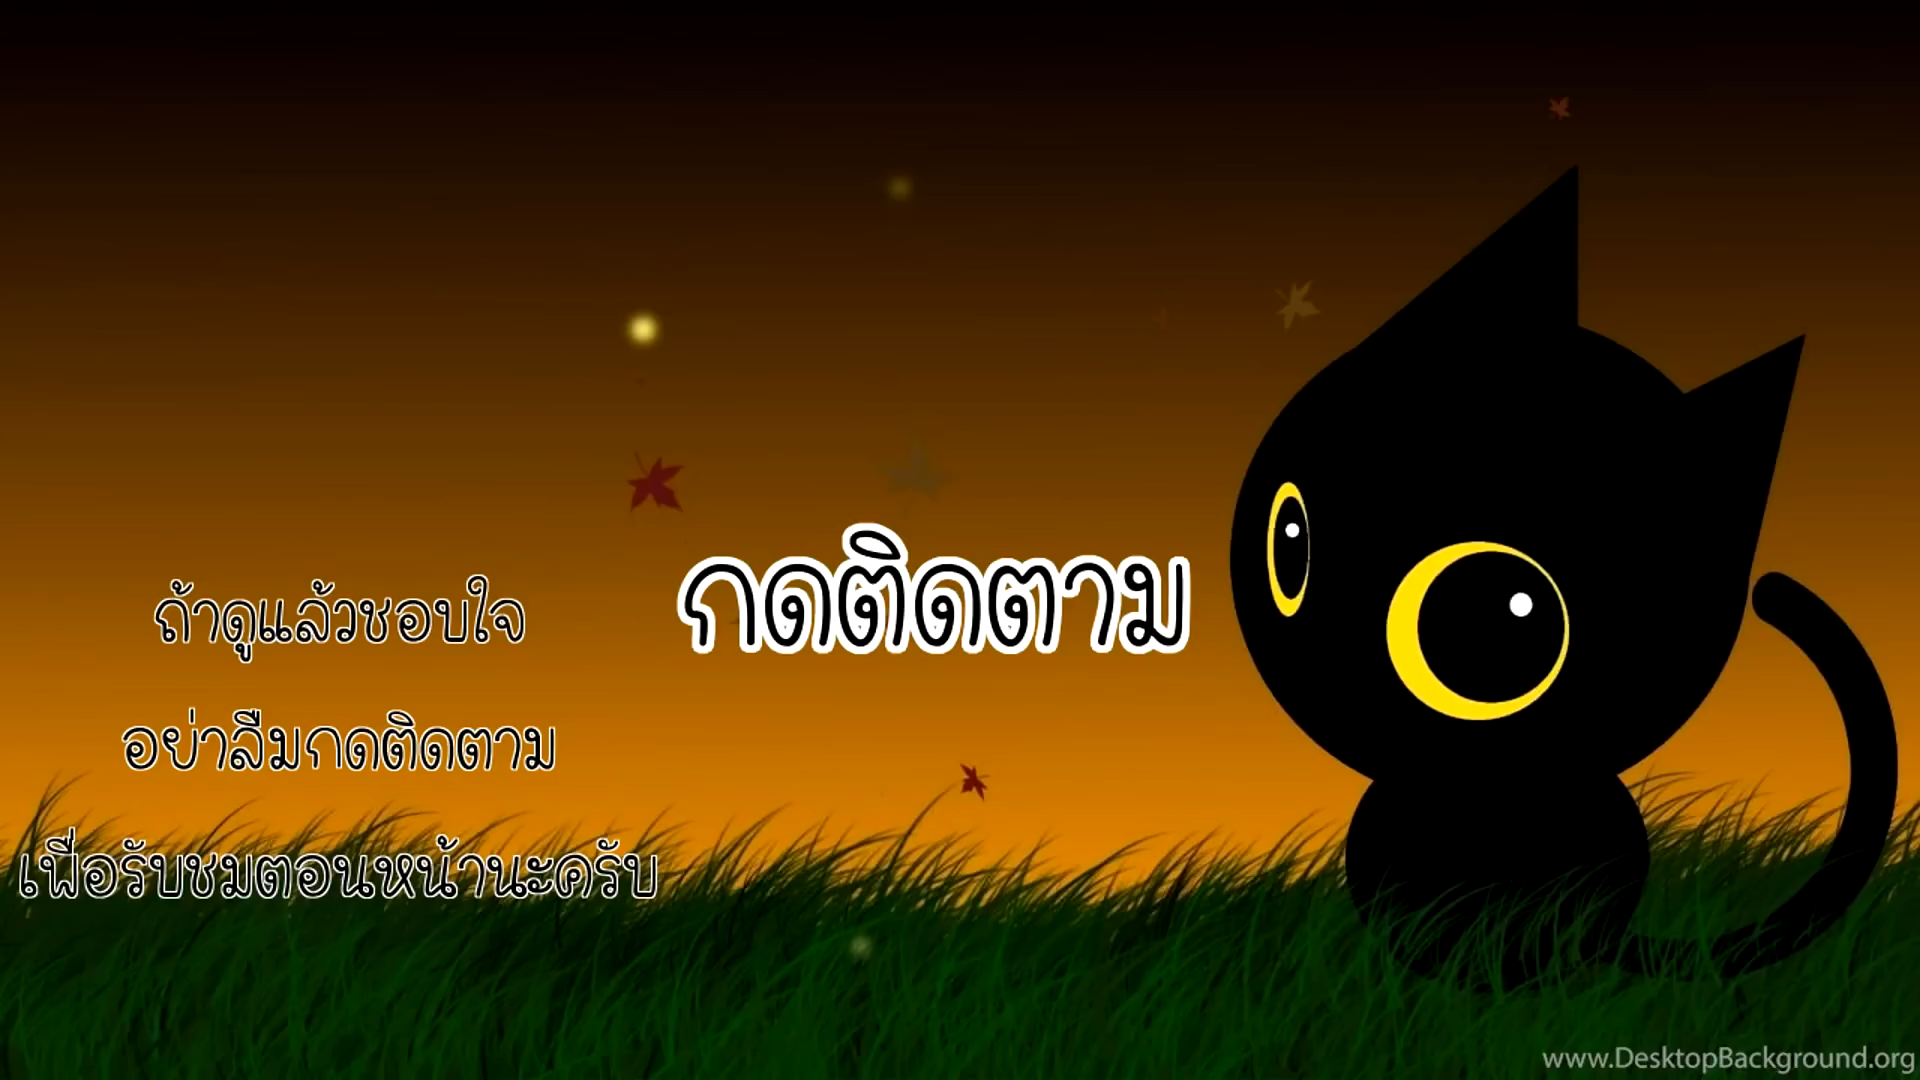 กดติดตาม
ถ้าดูแล้วชอบใจ
อย่าลืมกดติดตาม
เพื่อรับชมตอนหน้านะครับ
www.DesktopBackground.org